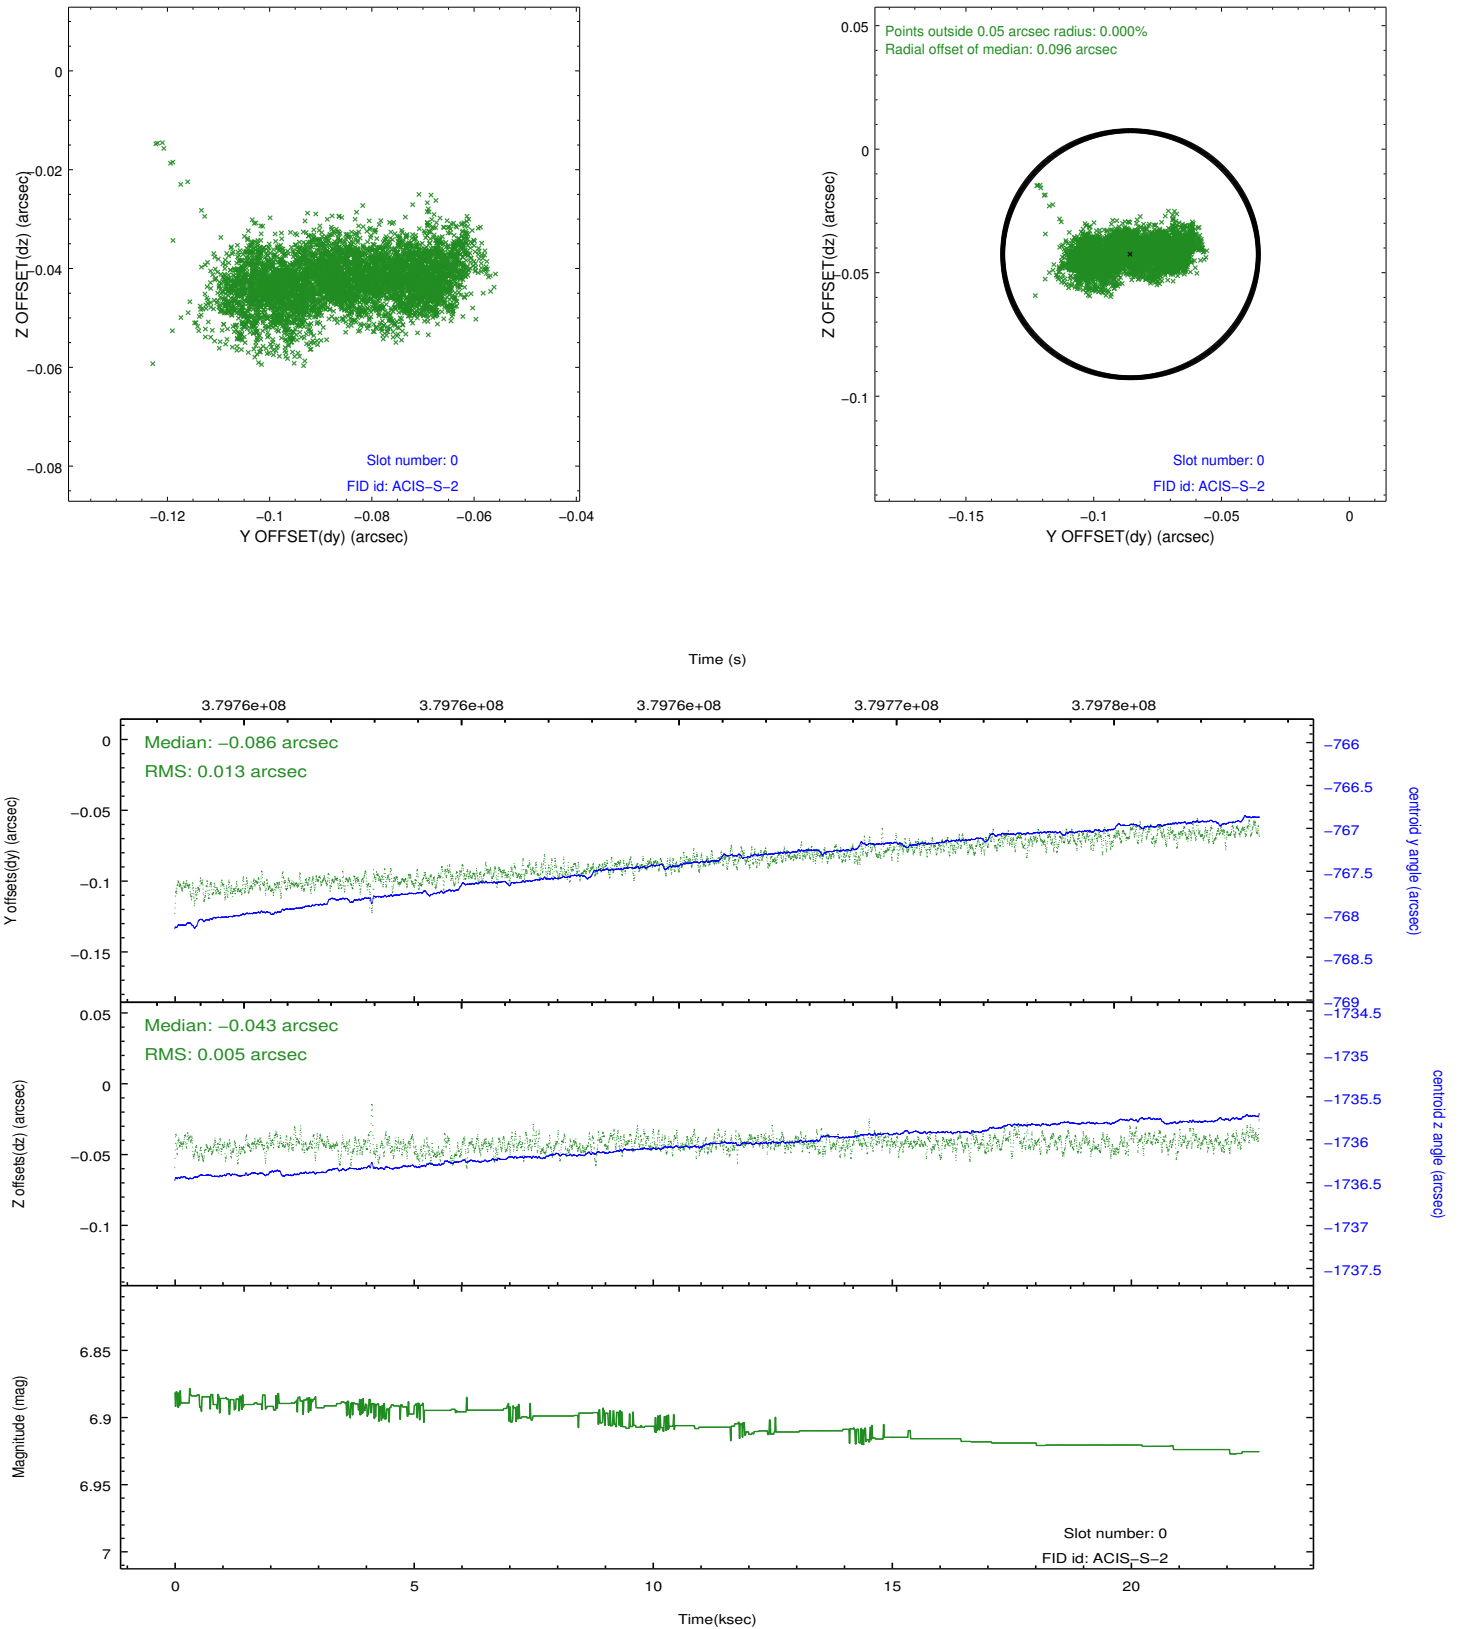 0
−0.02
−0.04
−0.06
−0.08
Z OFFSET(dz) (arcsec)
Slot number: 0
FID id: ACIS−S−2
−0.12 −0.1 −0.08 −0.06 −0.04
Y OFFSET(dy) (arcsec)
Points outside 0.05 arcsec radius: 0.000%
Radial offset of median: 0.096 arcsec
0.05
0
−0.05
−0.1
Z OFFSET(dz) (arcsec)
Slot number: 0
FID id: ACIS−S−2
−0.15 −0.1 −0.05 0
Y OFFSET(dy) (arcsec)
Time (s)
3.7976e+08 3.7976e+08 3.7976e+08 3.7977e+08 3.7978e+08
Median: −0.086 arcsec
RMS: 0.013 arcsec
0
−0.05
−0.1
−0.15
Y offsets(dy) (arcsec)
−766
−766.5
−767
−767.5
−768
−768.5
−769
centroid y angle (arcsec)
Median: −0.043 arcsec
RMS: 0.005 arcsec
0.05
0
−0.05
−0.1
Z offsets(dz) (arcsec)
−1734.5
−1735
−1735.5
−1736
−1736.5
−1737
−1737.5
centroid z angle (arcsec)
6.85
6.9
6.95
7
Magnitude (mag)
Slot number: 0
FID id: ACIS−S−2
0 5 10 15 20
Time(ksec)